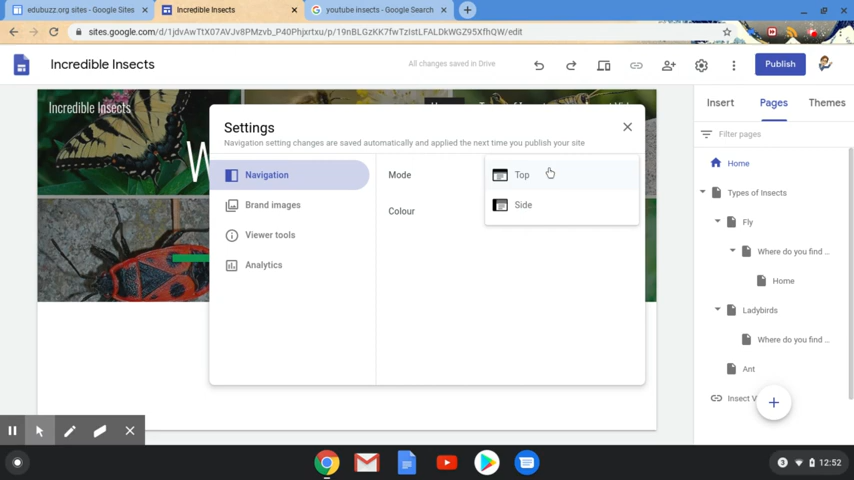 edubuzz.org sites - Google Sites
Incredible Insects
youtube insects - Google Search
sites.google.com/d/1jdvAwTtX07AVJv8PMzvb_P40Phjxrtxu/p/19nBLGzKK7fwTzIstLFALDkWGZ95XfhQW/edit
Incredible Insects
All changes saved in Drive
Publish
Incredible Insects
W
Settings
Navigation setting changes are saved automatically and applied the next time you publish your site
Navigation
Brand images
Viewer tools
Analytics
Mode
Colour
Top
Side
Insert
Pages
Themes
Filter pages
Home
Types of Insects
Fly
Where do you find ...
Home
Ladybirds
Where do you find ...
Ant
Insect V
3
12:52